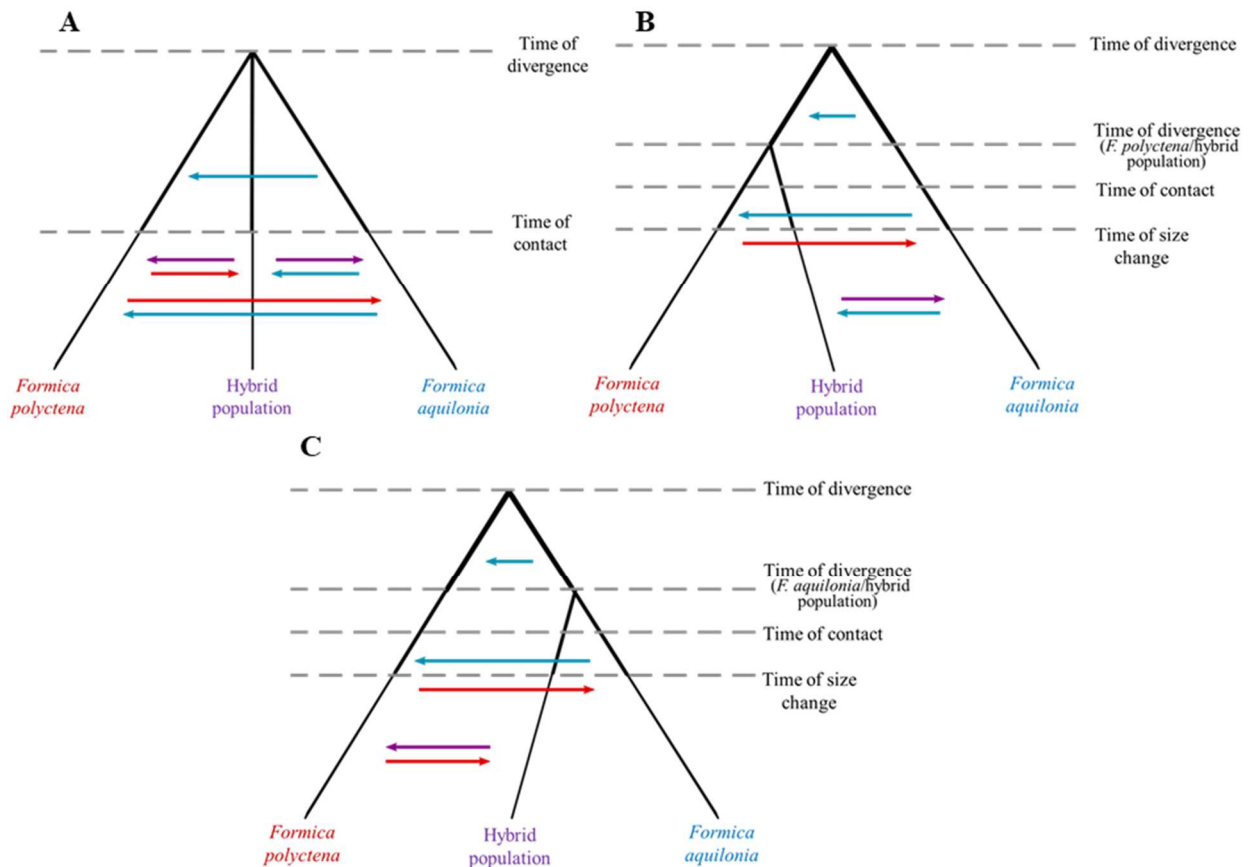 A
Time of
divergence
Time of
contact
Formica
polyctena
Hybrid
population
Formica
aquilonia
B
Time of divergence
Time of divergence
(F. polyctena/hybrid
population)
Time of contact
Time of size
change
Formica
polyctena
Hybrid
population
Formica
aquilonia
C
Time of divergence
Time of divergence
(F. aquilonia/hybrid
population)
Time of contact
Time of size
change
Formica
polyctena
Hybrid
population
Formica
aquilonia